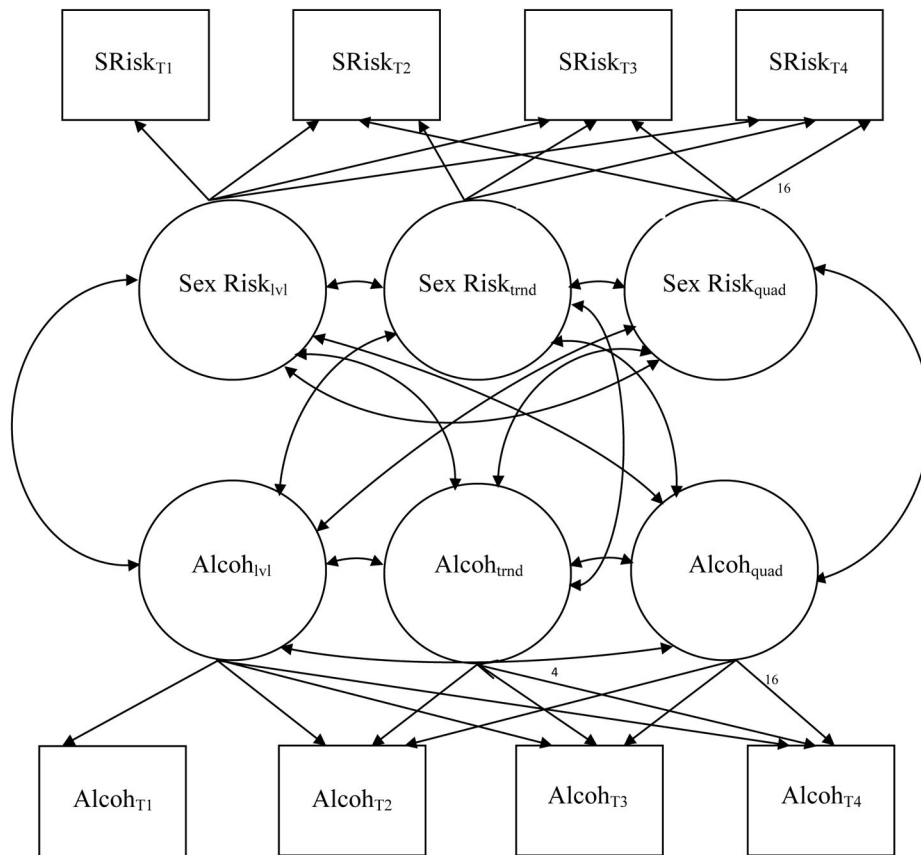 SRiskT1
SRiskT2
SRiskT3
SRiskT4
16
Sex Risklvl
Sex Risktrnd
Sex Riskquad
Alcohlvl
Alcohtrnd
Alcohquad
4
16
AlcohT1
AlcohT2
AlcohT3
AlcohT4